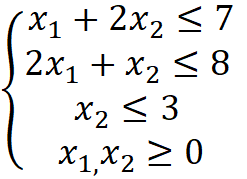 x₁ + 2x₂ ≤ 7
2x₁ + x₂ ≤ 8
x₂ ≤ 3
x₁,x₂ ≥ 0